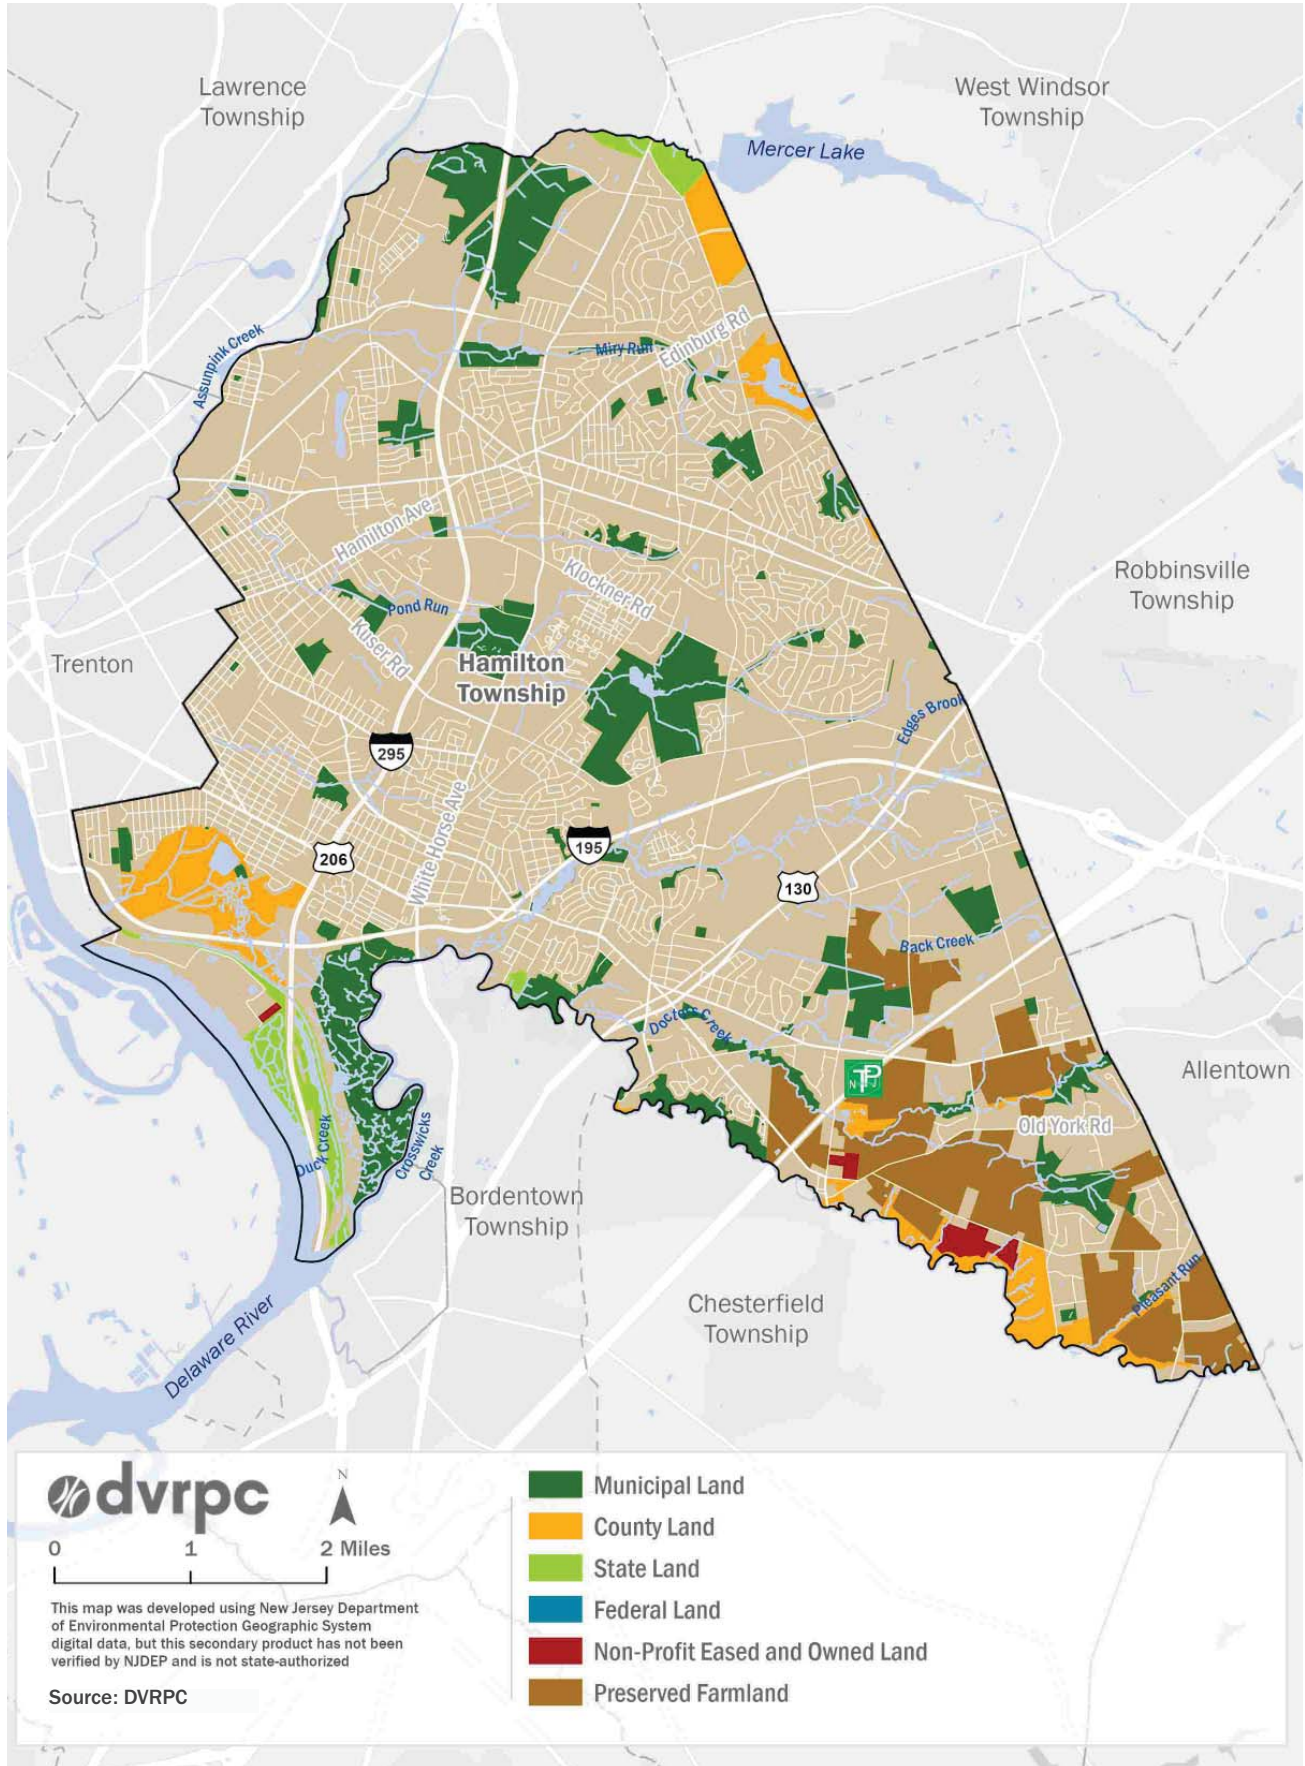 Lawrence
Township
West Windsor
Township
Mercer Lake
Assunpink Creek
Miry Run
Edinburg Rd
Hamilton Ave
Klockner Rd
Robbinsville
Township
Pond Run
Kuser Rd
Trenton
Hamilton
Township
Edges Brook
295
White Horse Ave
195
206
130
Back Creek
Doctors Creek
TP
N J
Allentown
Old York Rd
Duck Creek
Crosswicks
Creek
Bordentown
Township
Pleasant Run
Chesterfield
Township
Delaware River
dvrpc
N
0 1 2 Miles
This map was developed using New Jersey Department
of Environmental Protection Geographic System
digital data, but this secondary product has not been
verified by NJDEP and is not state-authorized
Source: DVRPC
Municipal Land
County Land
State Land
Federal Land
Non-Profit Eased and Owned Land
Preserved Farmland